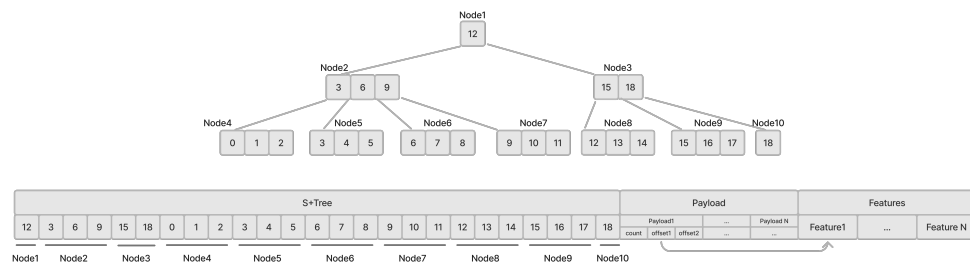 Node1
12
Node2 Node3
3 6 9 15 18
Node4 Node5 Node6 Node7 Node8 Node9 Node10
0 1 2 3 4 5 6 7 8 9 10 11 12 13 14 15 16 17 18
S+Tree Payload Features
Payload1 ... Payload N
12 3 6 9 15 18 0 1 2 3 4 5 6 7 8 9 10 11 12 13 14 15 16 17 18 Feature1 ... Feature N
count offset1 offset2 ... ...
Node1 Node2 Node3 Node4 Node5 Node6 Node7 Node8 Node9 Node10